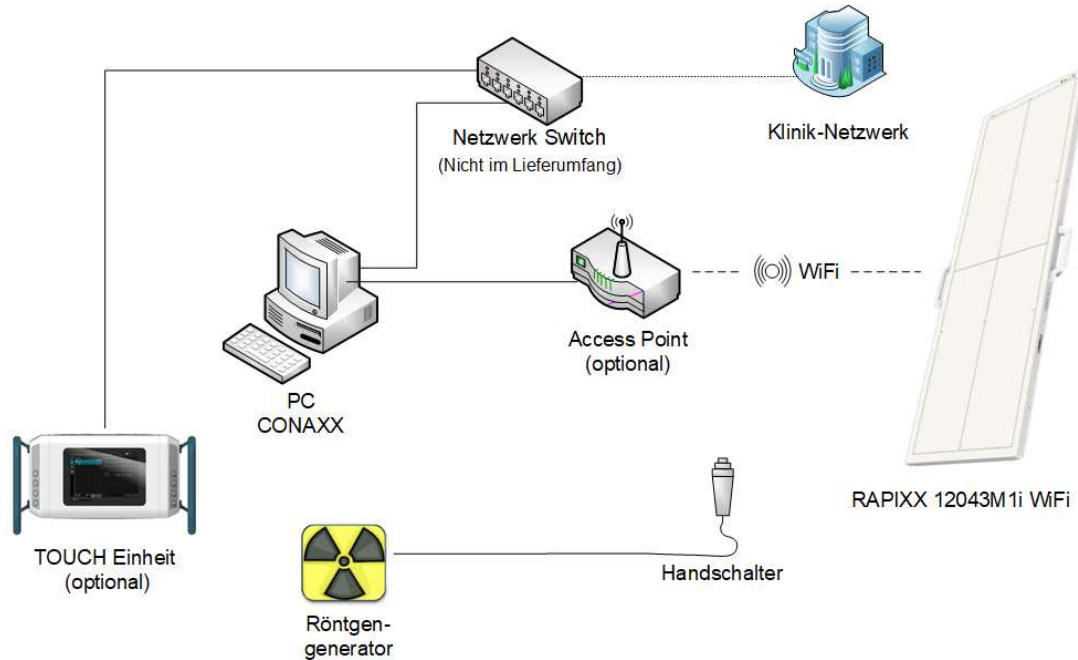 Netzwerk Switch
(Nicht im Lieferumfang)
Klinik-Netzwerk
WiFi
Access Point
(optional)
PC
CONAXX
RAPIXX 12043M1i WiFi
TOUCH Einheit
(optional)
Handschalter
Röntgen-
generator